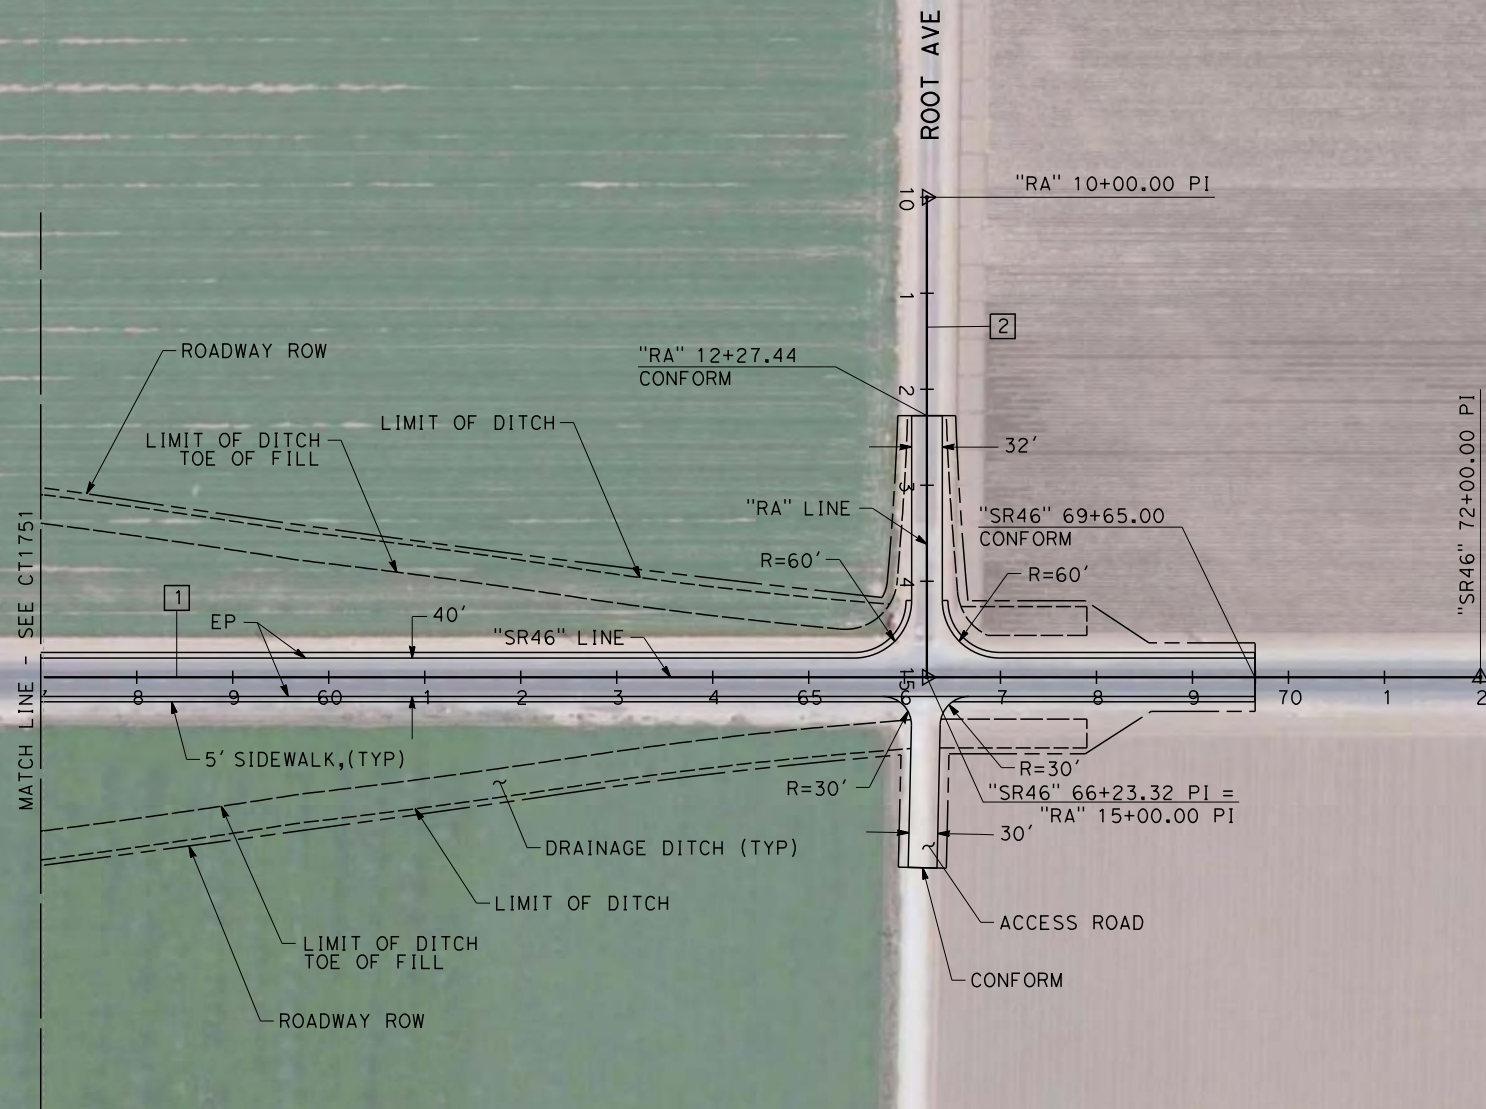 ROOT AVE
"RA" 10+00.00 PI
10
1
2
ROADWAY ROW
"RA" 12+27.44
CONFORM
2
LIMIT OF DITCH
LIMIT OF DITCH
TOE OF FILL
32'
3
"RA" LINE
"SR46" 69+65.00
CONFORM
"SR46" 72+00.00 PI
R=60'
R=60'
4
1
EP
40'
"SR46" LINE
MATCH LINE - SEE CT1751
7
8
9
60
1
2
3
4
65
6
15
7
8
9
70
1
2
5' SIDEWALK,(TYP)
R=30'
R=30'
"SR46" 66+23.32 PI =
"RA" 15+00.00 PI
30'
DRAINAGE DITCH (TYP)
LIMIT OF DITCH
ACCESS ROAD
LIMIT OF DITCH
TOE OF FILL
CONFORM
ROADWAY ROW